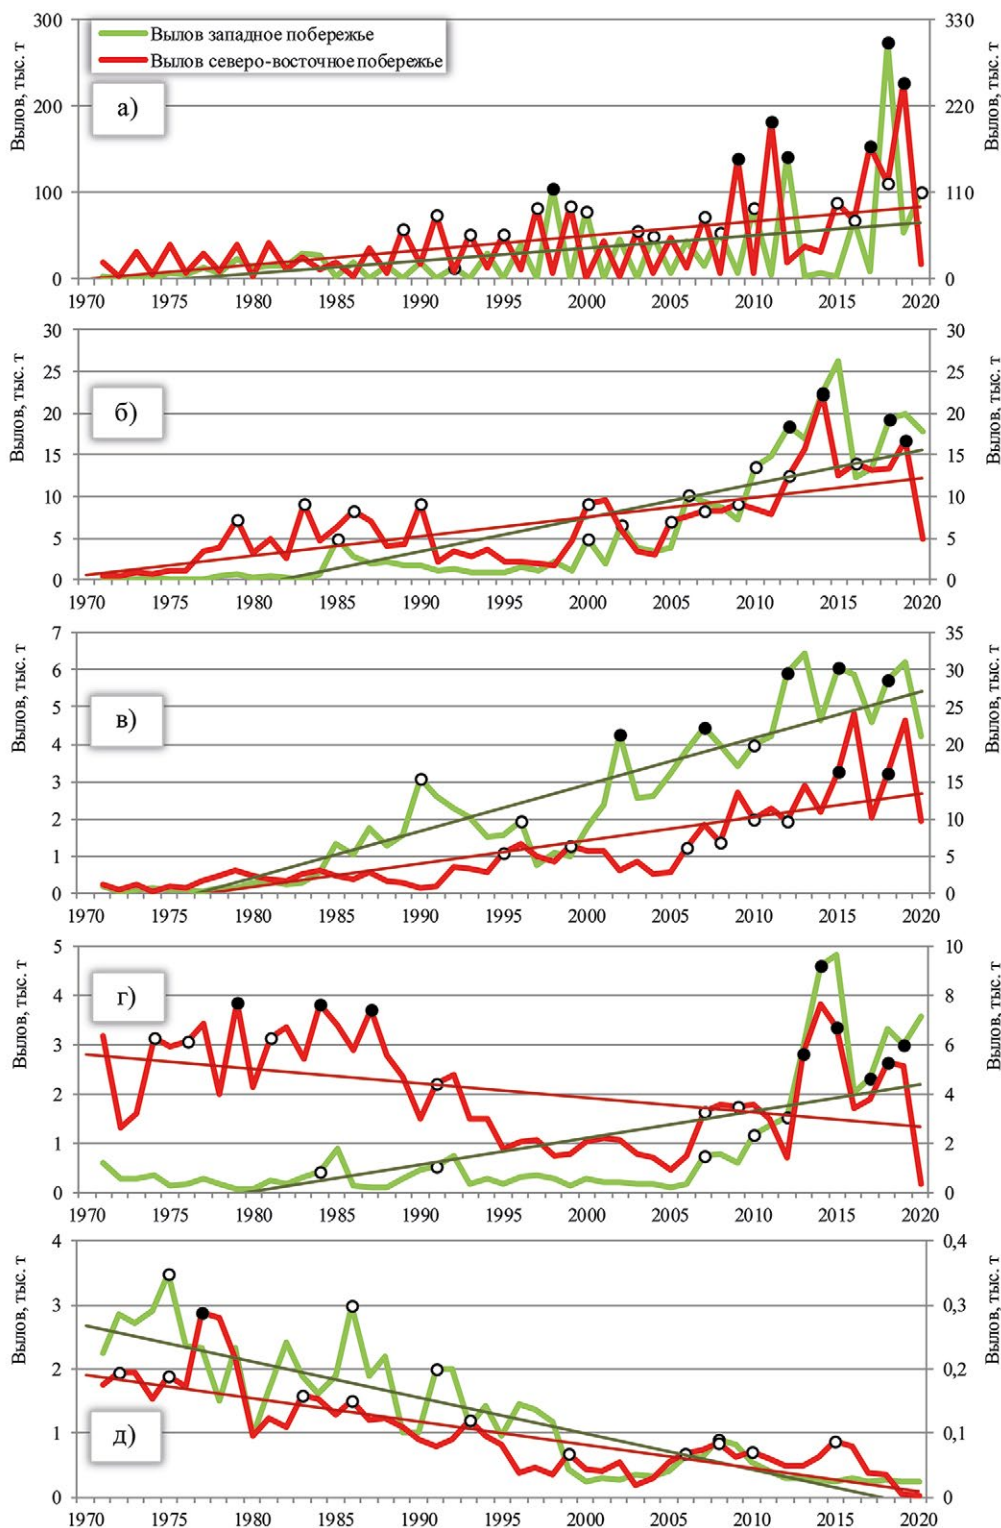 Вылов западное побережье
Вылов северо-восточное побережье
а)
Вылов, тыс. т
Вылов, тыс. т
300
200
100
0
330
220
110
0
1970 1975 1980 1985 1990 1995 2000 2005 2010 2015 2020
б)
Вылов, тыс. т
Вылов, тыс. т
30
25
20
15
10
5
0
30
25
20
15
10
5
0
1970 1975 1980 1985 1990 1995 2000 2005 2010 2015 2020
в)
Вылов, тыс. т
Вылов, тыс. т
7
6
5
4
3
2
1
0
35
30
25
20
15
10
5
0
1970 1975 1980 1985 1990 1995 2000 2005 2010 2015 2020
г)
Вылов, тыс. т
Вылов, тыс. т
5
4
3
2
1
0
10
8
6
4
2
0
1970 1975 1980 1985 1990 1995 2000 2005 2010 2015 2020
д)
Вылов, тыс. т
Вылов, тыс. т
4
3
2
1
0
0,4
0,3
0,2
0,1
0
1970 1975 1980 1985 1990 1995 2000 2005 2010 2015 2020